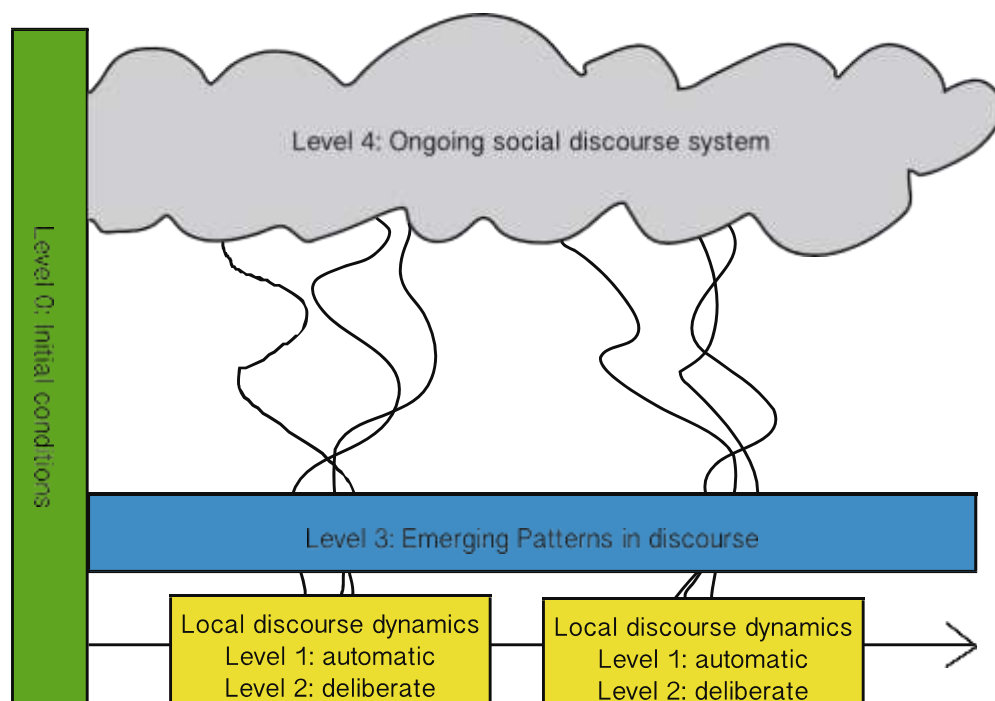 Level 4: Ongoing social discourse system
Level 0: Initial conditions
Level 3: Emerging Patterns in discourse
Local discourse dynamics
Level 1: automatic
Level 2: deliberate
Local discourse dynamics
Level 1: automatic
Level 2: deliberate